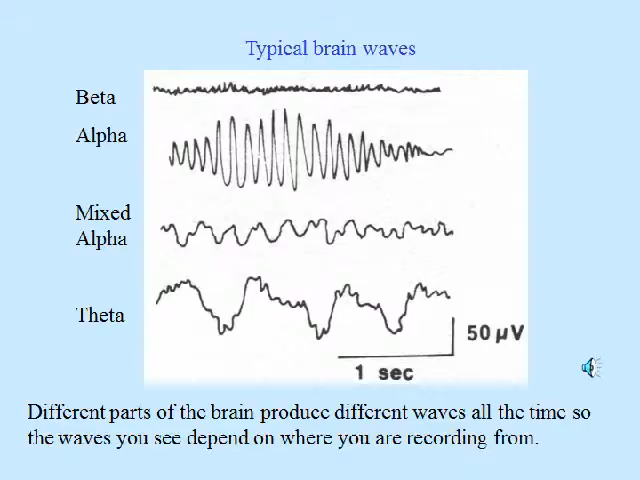 Typical brain waves
Beta
Alpha
Mixed
Alpha
Theta
50 μV
1 sec
Different parts of the brain produce different waves all the time so
the waves you see depend on where you are recording from.